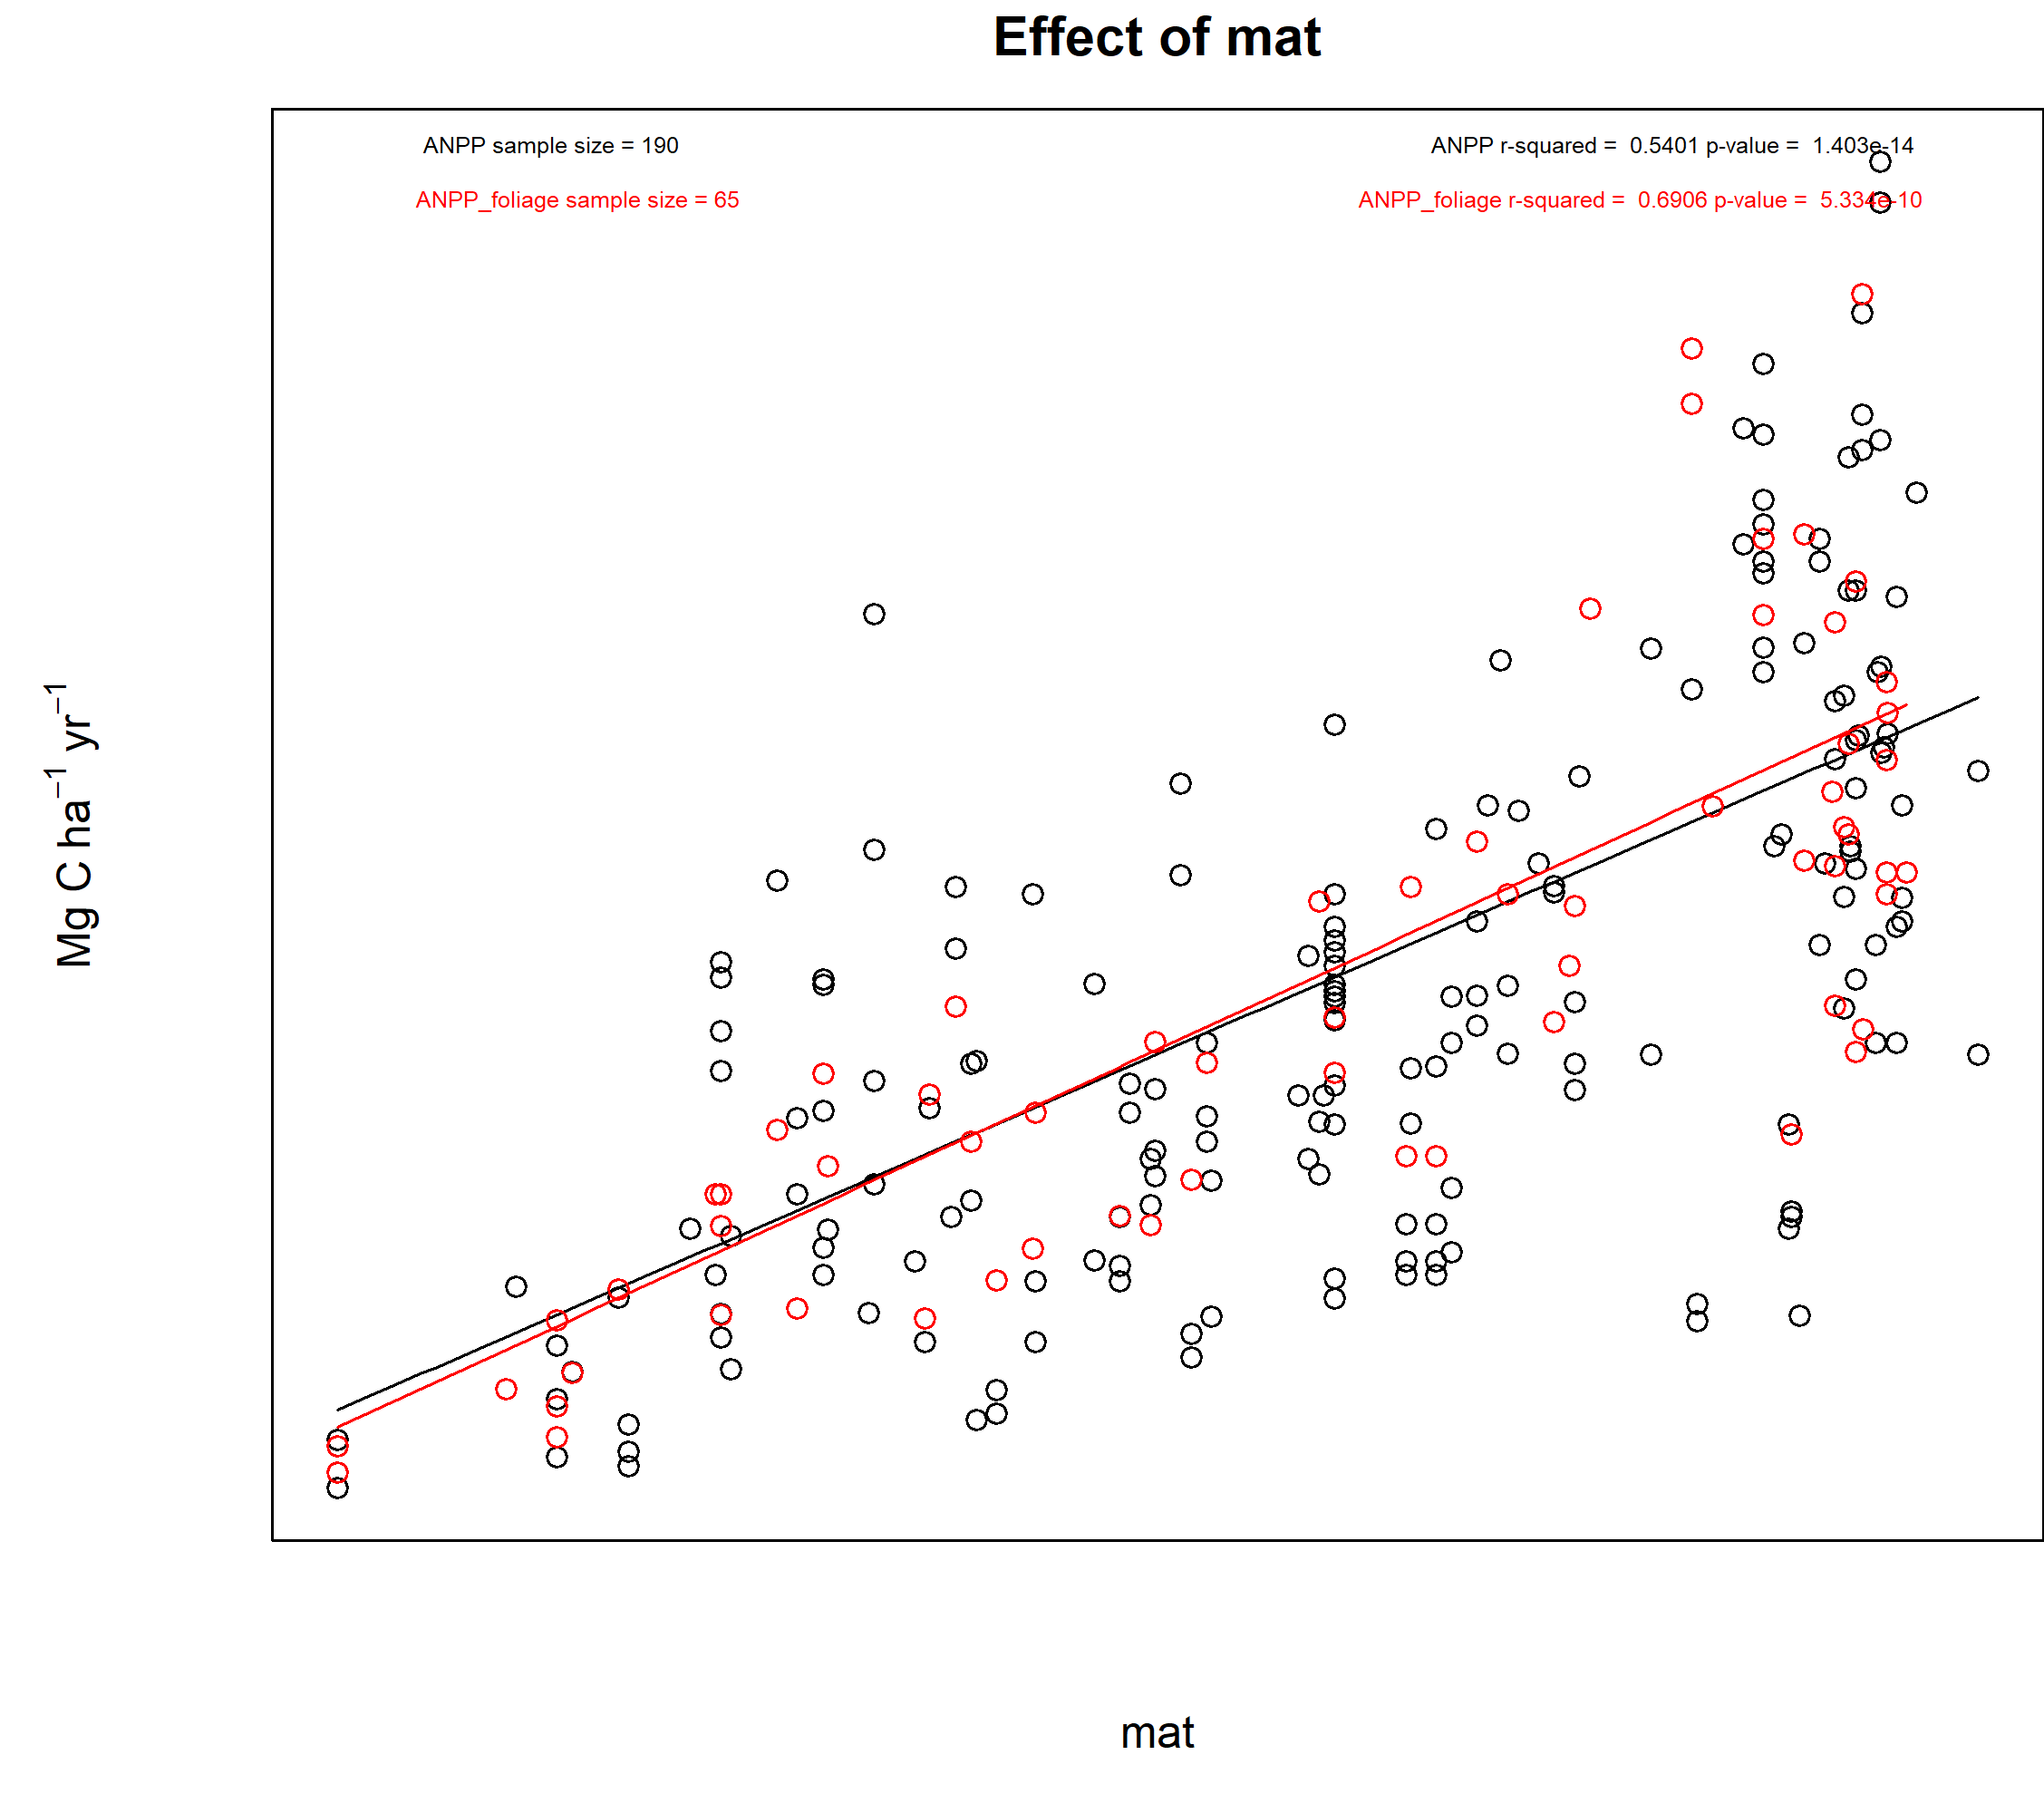 Effect of mat
ANPP sample size = 190
ANPP r-squared =  0.5401 p-value =  1.403e-14
ANPP_foliage sample size = 65
ANPP_foliage r-squared =  0.6906 p-value =  5.334e-10
Mg C ha⁻¹ yr⁻¹
mat